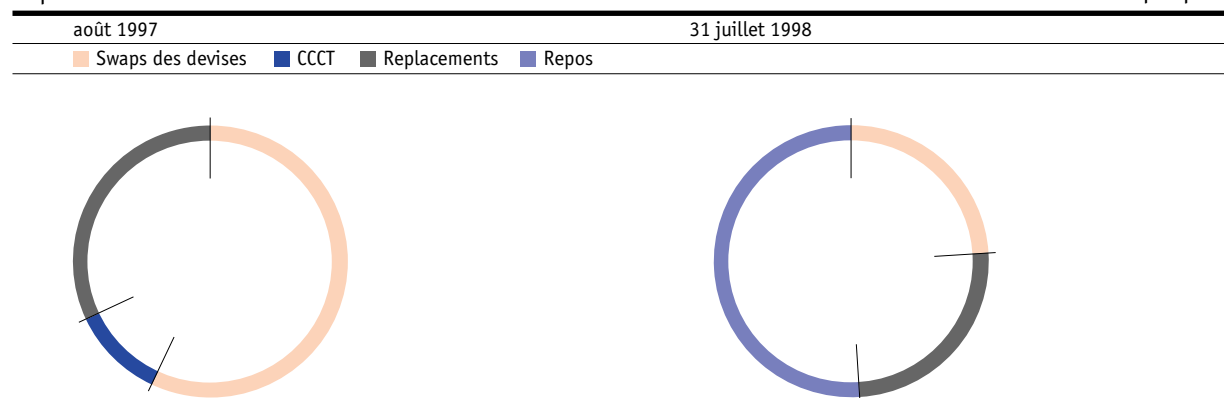 août 1997 31 juillet 1998
Swaps des devises CCCT Replacements Repos